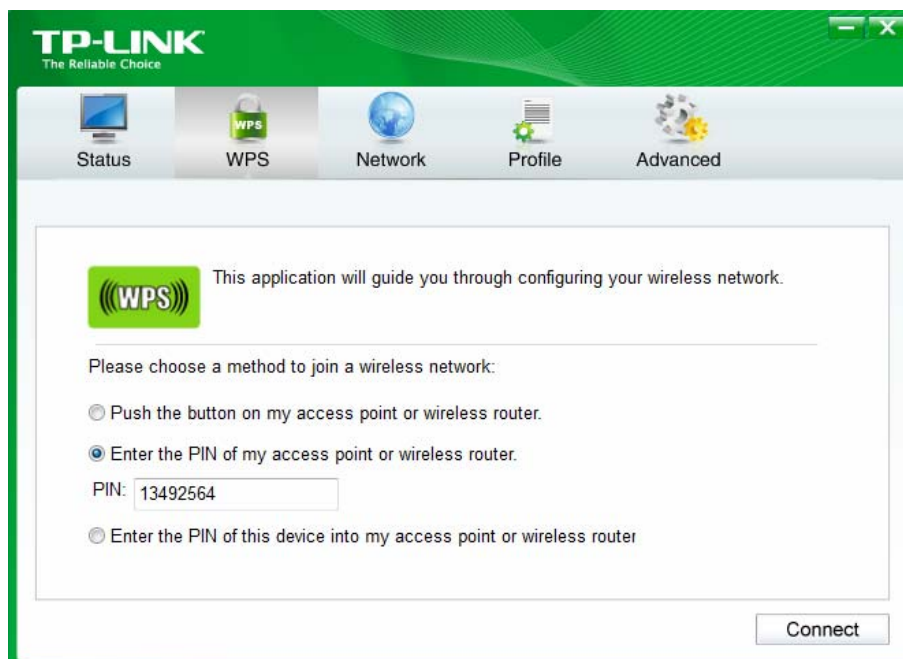 TP-LINK
The Reliable Choice
WPS
Status
WPS
Network
Profile
Advanced
WPS
This application will guide you through configuring your wireless network.
Please choose a method to join a wireless network:
Push the button on my access point or wireless router.
Enter the PIN of my access point or wireless router.
PIN: 13492564
Enter the PIN of this device into my access point or wireless router
Connect